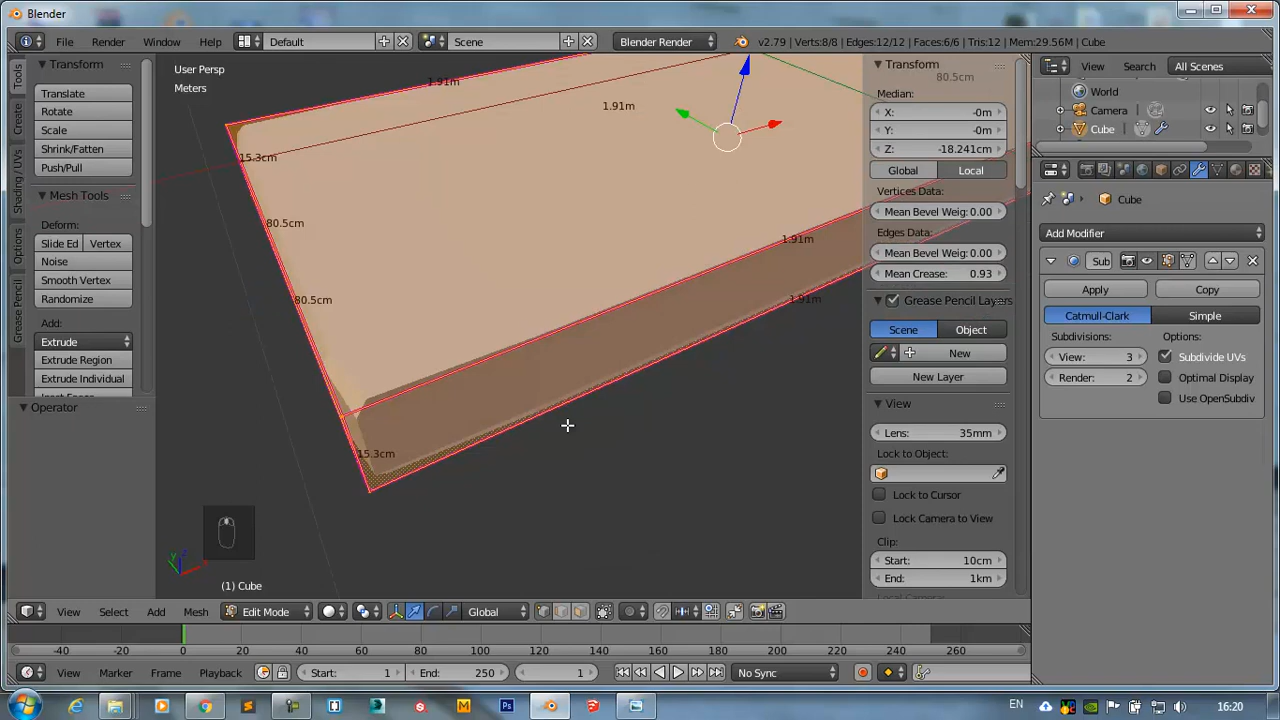 Blender
File Render Window Help Default Scene Blender Render v2.79 | Verts:8/8 | Edges:12/12 | Faces:6/6 | Tris:12 | Mem:29.56M | Cube
Tools
Create
Shading / UVs
Options
Grease Pencil
Transform
Translate
Rotate
Scale
Shrink/Fatten
Push/Pull
Mesh Tools
Deform:
Slide Ed Vertex
Noise
Smooth Vertex
Randomize
Add:
Extrude
Extrude Region
Extrude Individual
Operator
User Persp
Meters
1.91m
1.91m
15.3cm
80.5cm
1.91m
80.5cm
1.91m
15.3cm
(1) Cube
Transform
80.5cm
Median:
X: -0m
Y: -0m
Z: -18.241cm
Global Local
Vertices Data:
Mean Bevel Weig: 0.00
Edges Data:
Mean Bevel Weig: 0.00
Mean Crease: 0.93
Grease Pencil Layers
Scene Object
New
New Layer
View
Lens: 35mm
Lock to Object:
Lock to Cursor
Lock Camera to View
Clip:
Start: 10cm
End: 1km
View Search All Scenes
World
Camera
Cube
Cube
Add Modifier
Sub
Apply Copy
Catmull-Clark Simple
Subdivisions: Options:
View: 3 Subdivide UVs
Render: 2 Optimal Display
Use OpenSubdiv
View Select Add Mesh Edit Mode Global
-40 -20 0 20 40 60 80 100 120 140 160 180 200 220 240 260
View Marker Frame Playback Start: 1 End: 250 1 No Sync
Ps
EN 16:20